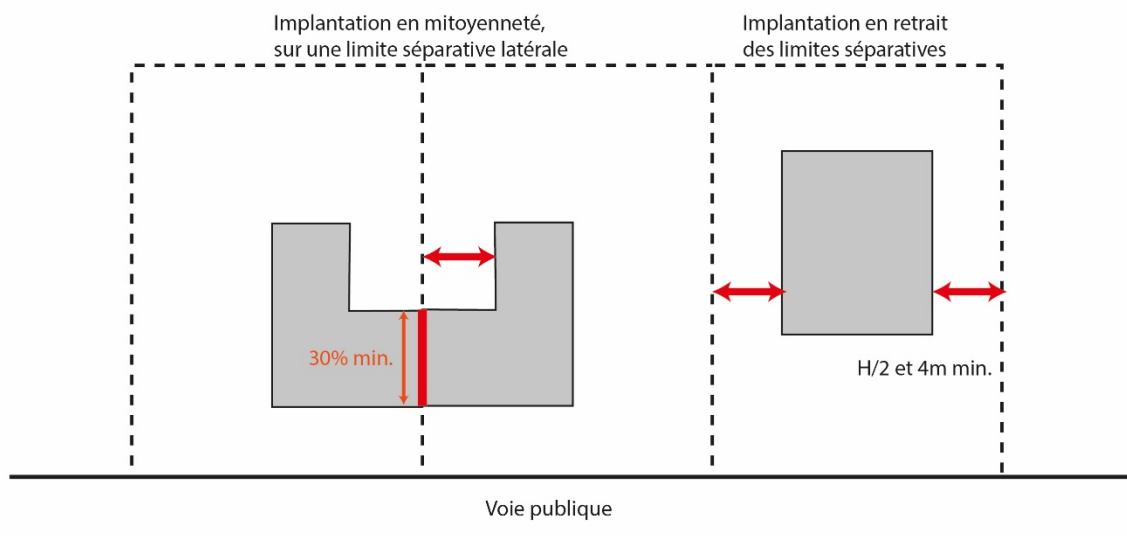 Implantation en mitoyenneté,
sur une limite séparative latérale
Implantation en retrait
des limites séparatives
30% min.
H/2 et 4m min.
Voie publique